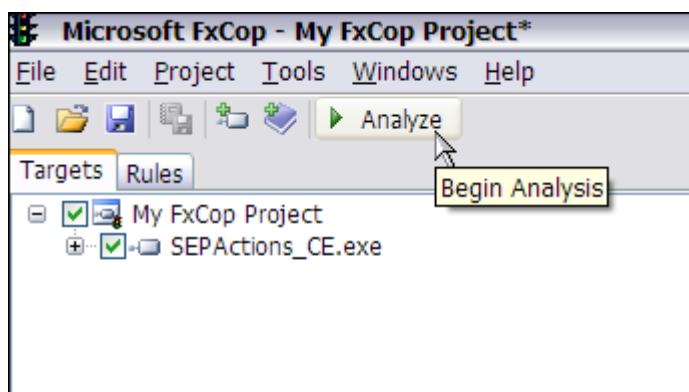 Microsoft FxCop - My FxCop Project*
File Edit Project Tools Windows Help
Analyze
Begin Analysis
Targets Rules
My FxCop Project
SEPActions_CE.exe